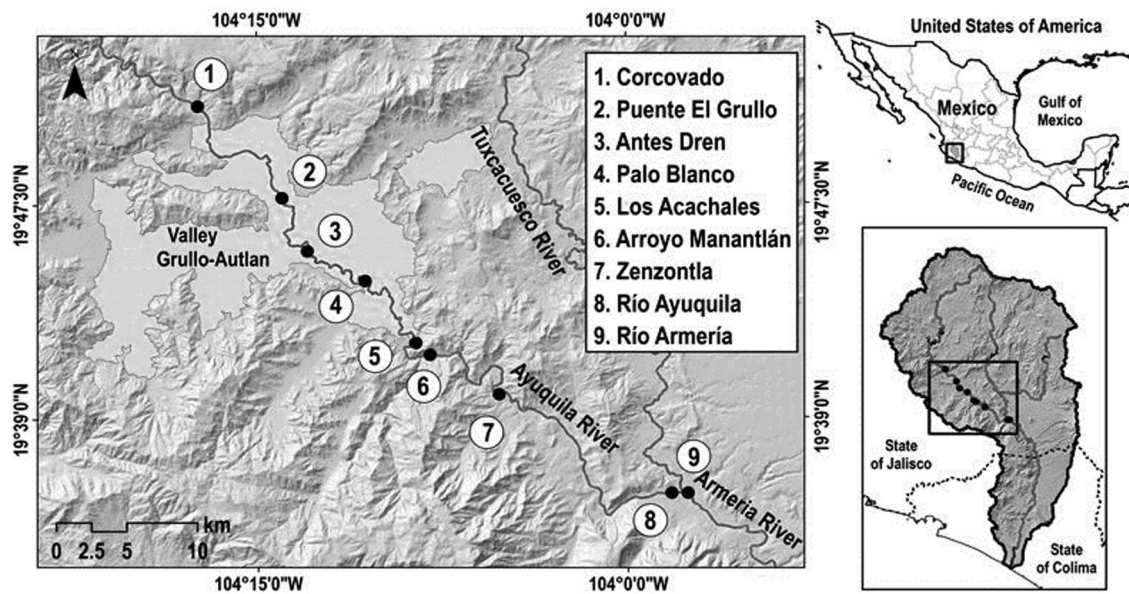 104°15'0"W
104°0'0"W
N
1
2
3
4
5
6
7
8
9
19°47'30"N
19°39'0"N
Valley
Grullo-Autlan
Tuxcacuesco River
Ayuquila River
Armeria River
1. Corcovado
2. Puente El Grullo
3. Antes Dren
4. Palo Blanco
5. Los Acachales
6. Arroyo Manantlán
7. Zenzontla
8. Río Ayuquila
9. Río Armería
19°47'30"N
19°39'0"N
km
0 2.5 5 10
104°15'0"W
104°0'0"W
United States of America
Mexico
Gulf of
Mexico
Pacific Ocean
State
of Jalisco
State
of Colima